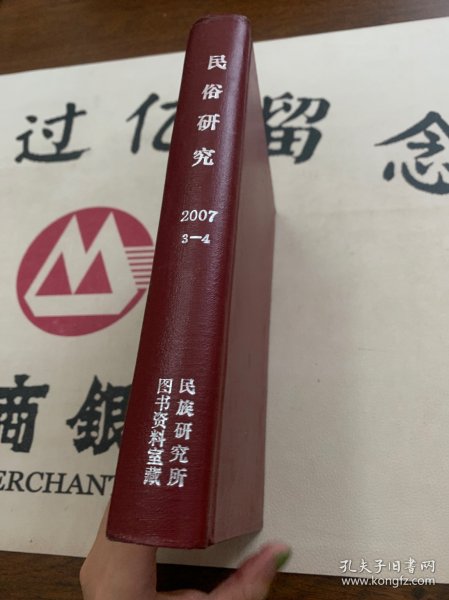 过亿留念
商银
ERCHANT
民俗研究
2007
3—4
民族研究所
图书资料室藏
孔夫子旧书网
www.kongfz.com